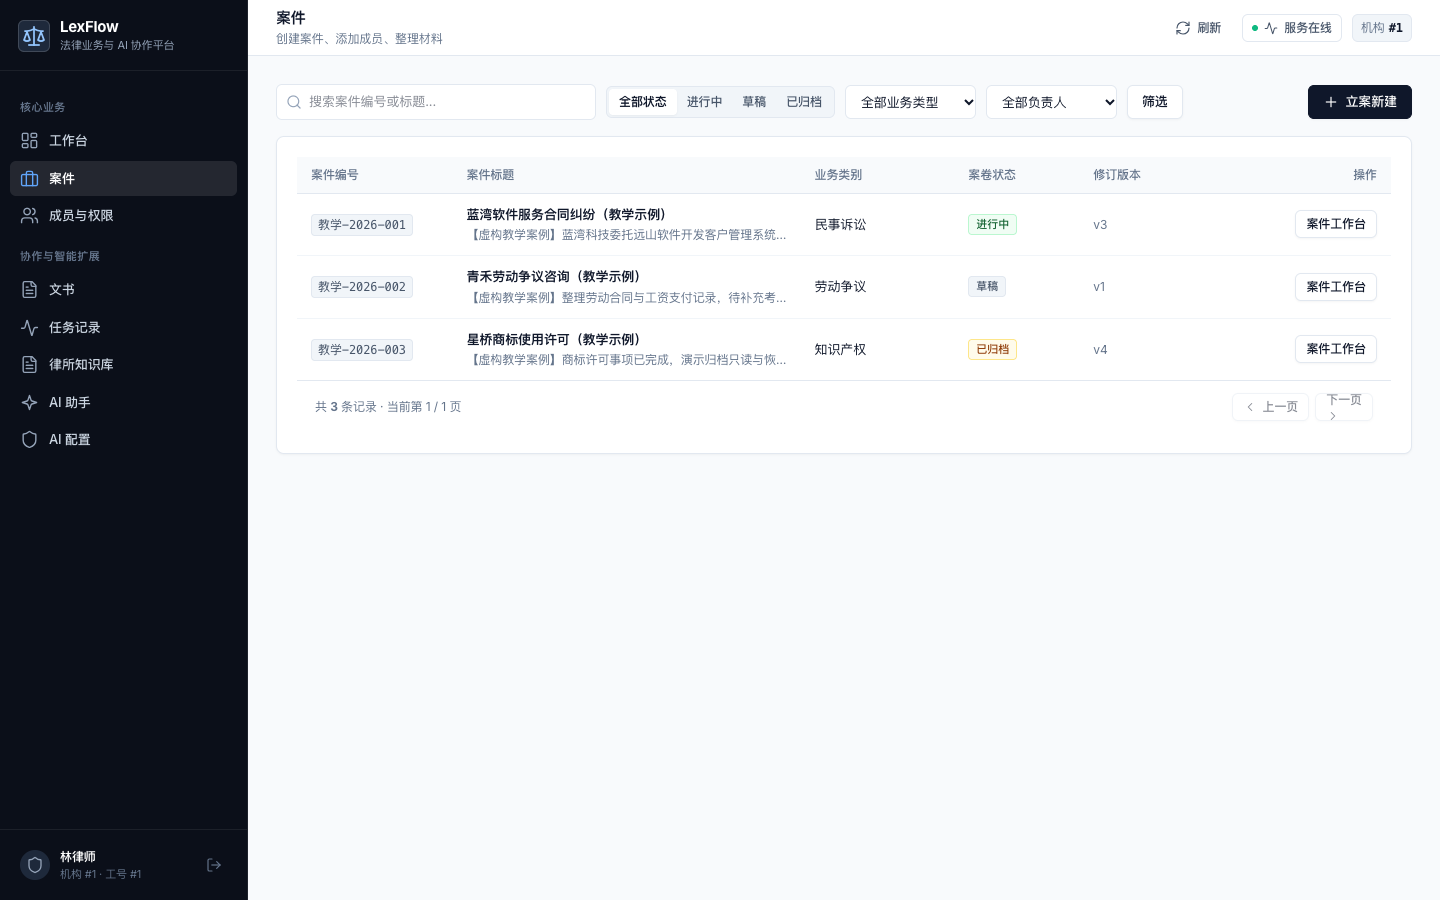 LexFlow
法律业务与 AI 协作平台
核心业务
工作台
案件
成员与权限
协作与智能扩展
文书
任务记录
律所知识库
AI 助手
AI 配置
林律师
机构 #1 · 工号 #1
案件
创建案件、添加成员、整理材料
刷新
服务在线
机构 #1
搜索案件编号或标题...
全部状态 进行中 草稿 已归档
全部业务类型
全部负责人
筛选
立案新建
案件编号 案件标题 业务类别 案卷状态 修订版本 操作
教学-2026-001 蓝湾软件服务合同纠纷（教学示例） 民事诉讼 进行中 v3 案件工作台
【虚构教学案例】蓝湾科技委托远山软件开发客户管理系统...
教学-2026-002 青禾劳动争议咨询（教学示例） 劳动争议 草稿 v1 案件工作台
【虚构教学案例】整理劳动合同与工资支付记录，待补充考...
教学-2026-003 星桥商标使用许可（教学示例） 知识产权 已归档 v4 案件工作台
【虚构教学案例】商标许可事项已完成，演示归档只读与恢...
共 3 条记录 · 当前第 1 / 1 页
上一页
下一页